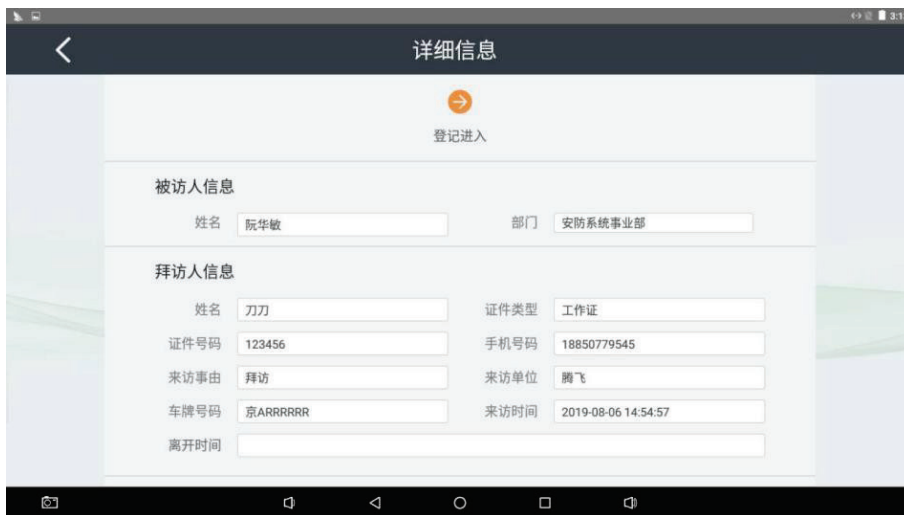 3:1
详细信息
登记进入
被访人信息
姓名 阮华敏 部门 安防系统事业部
拜访人信息
姓名 刀刀 证件类型 工作证
证件号码 123456 手机号码 18850779545
来访事由 拜访 来访单位 腾飞
车牌号码 京ARRRRRR 来访时间 2019-08-06 14:54:57
离开时间